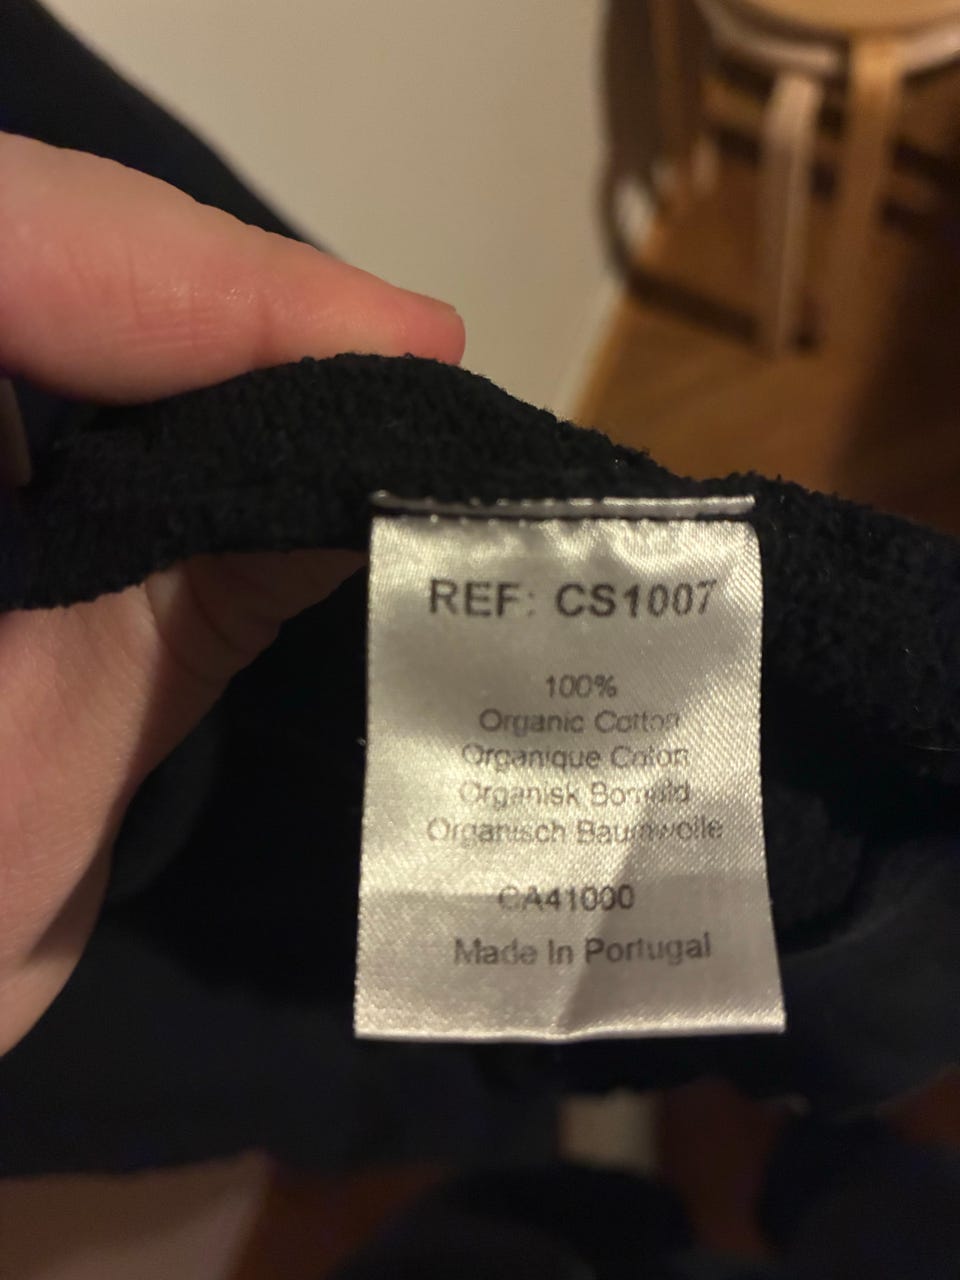 REF: CS1007
100%
Organic Cotton
Organique Coton
Organisk Bomuld
Organisch Baumwolle
CA41000
Made In Portugal